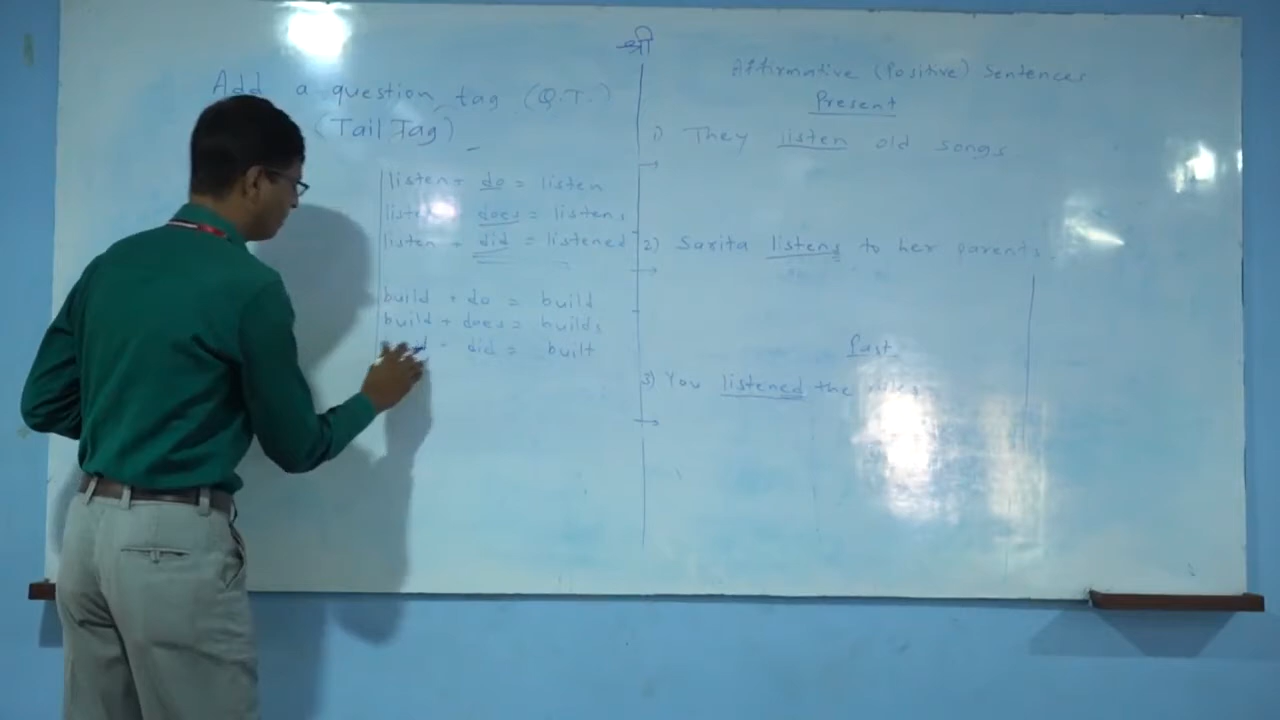 श्री
Add a question tag (Q.T.)
(Tail Tag)
listen + do = listen
listen + does = listens
listen + did = listened
build + do = build
build + does = builds
did = built
Affirmative (Positive) Sentences
Present
1) They listen old songs
→
2) Sarita listens to her parents.
→
Past
3) You listened the rules
→